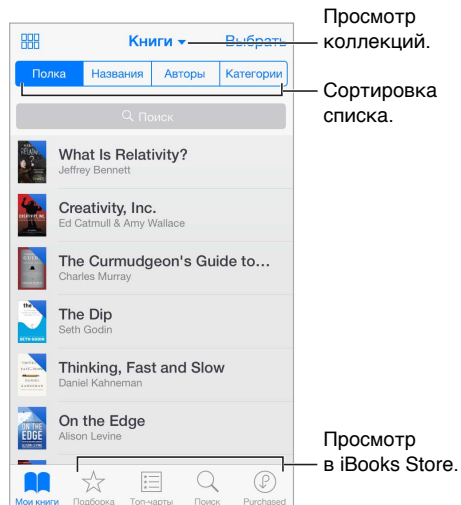 Просмотр
коллекций.
Книги
Выбрать
Полка Названия Авторы Категории
Сортировка
списка.
Поиск
What Is Relativity?
Jeffrey Bennett
Creativity, Inc.
Ed Catmull & Amy Wallace
The Curmudgeon's Guide to…
Charles Murray
The Dip
Seth Godin
Thinking, Fast and Slow
Daniel Kahneman
On the Edge
Alison Levine
Просмотр
в iBooks Store.
Мои книги Подборка Топ-чарты Поиск Purchased